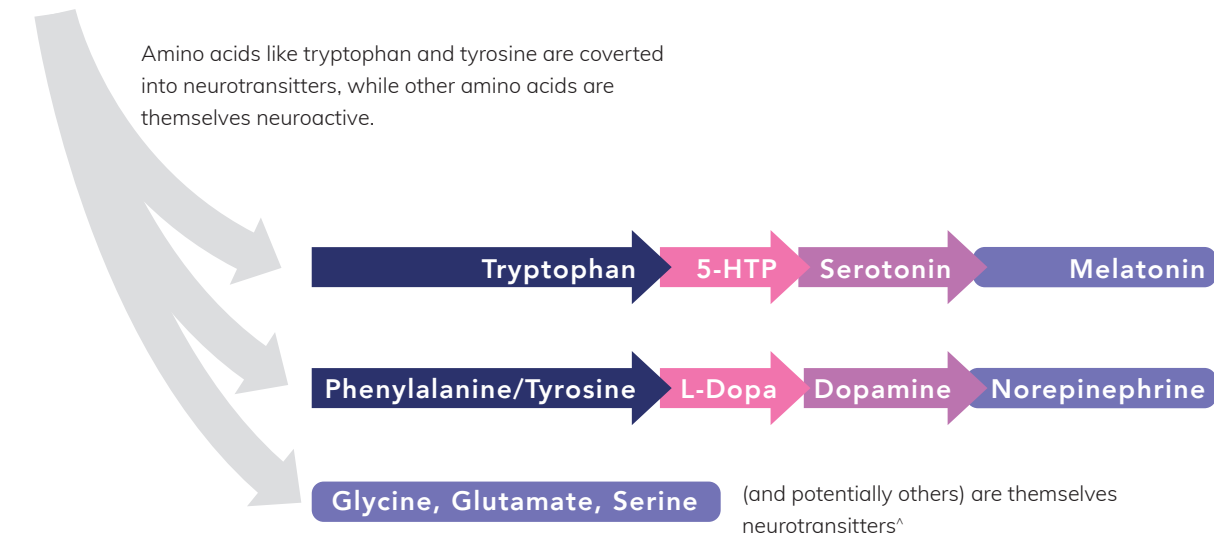 Amino acids like tryptophan and tyrosine are coverted
into neurotransitters, while other amino acids are
themselves neuroactive.
Tryptophan 5-HTP Serotonin Melatonin
Phenylalanine/Tyrosine L-Dopa Dopamine Norepinephrine
Glycine, Glutamate, Serine
(and potentially others) are themselves
neurotransitters^